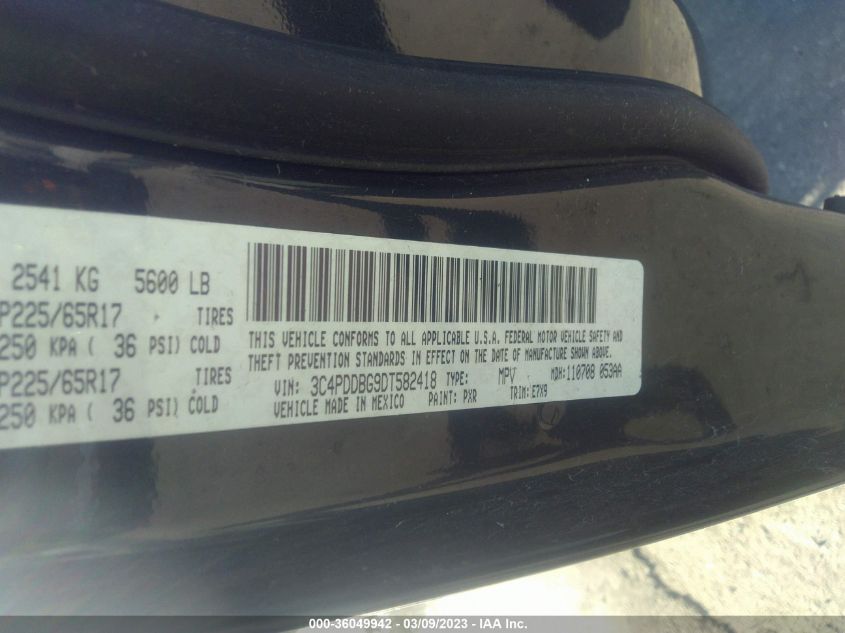 2541 KG 5600 LB
P225/65R17 TIRES
250 KPA ( 36 PSI) COLD
P225/65R17 TIRES
250 KPA ( 36 PSI) COLD
THIS VEHICLE CONFORMS TO ALL APPLICABLE U.S.A. FEDERAL MOTOR VEHICLE SAFETY AND
THEFT PREVENTION STANDARDS IN EFFECT ON THE DATE OF MANUFACTURE SHOWN ABOVE.
VIN: 3C4PDDBG9DT582418 TYPE: MPV MDH: 110708 053AA
VEHICLE MADE IN MEXICO PAINT: PXR TRIM: E7X9
000-36049942 - 03/09/2023 - IAA Inc.